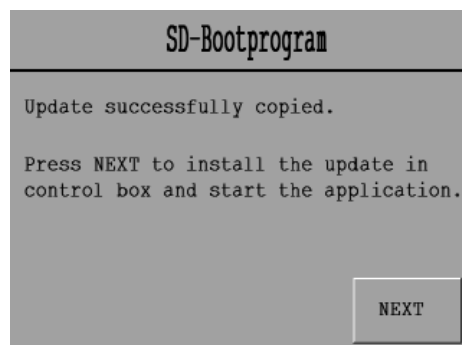 SD-Bootprogram
Update successfully copied.
Press NEXT to install the update in
control box and start the application.
NEXT